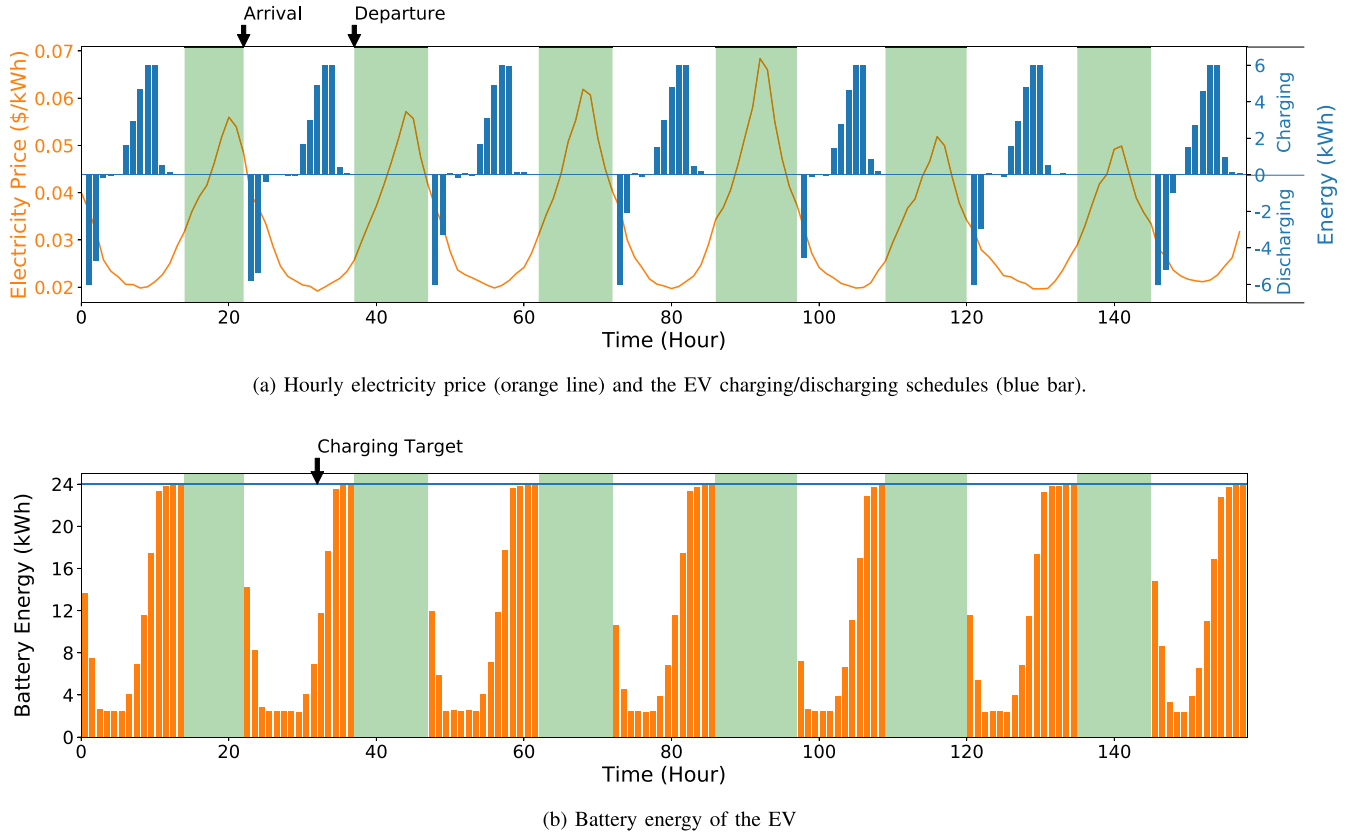 Arrival
Departure
0.07
0.06
0.05
0.04
0.03
0.02
Electricity Price ($/kWh)
6
4
2
0
-2
-4
-6
Charging
Discharging
Energy (kWh)
0 20 40 60 80 100 120 140
Time (Hour)
(a) Hourly electricity price (orange line) and the EV charging/discharging schedules (blue bar).
Charging Target
24
20
16
12
8
4
0
Battery Energy (kWh)
0 20 40 60 80 100 120 140
Time (Hour)
(b) Battery energy of the EV